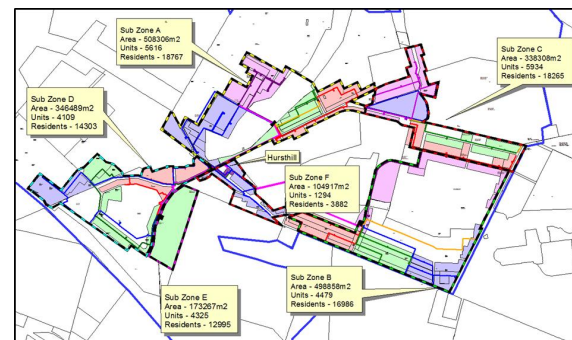 Sub Zone A
Area - 508306m2
Units - 5616
Residents - 18767
Sub Zone C
Area - 338308m2
Units - 5934
Residents - 18265
Sub Zone D
Area - 346489m2
Units - 4109
Residents - 14303
Hursthill
Sub Zone F
Area - 104917m2
Units - 1294
Residents - 3882
Sub Zone B
Area - 498858m2
Units - 4479
Residents - 16986
Sub Zone E
Area - 173267m2
Units - 4325
Residents - 12995